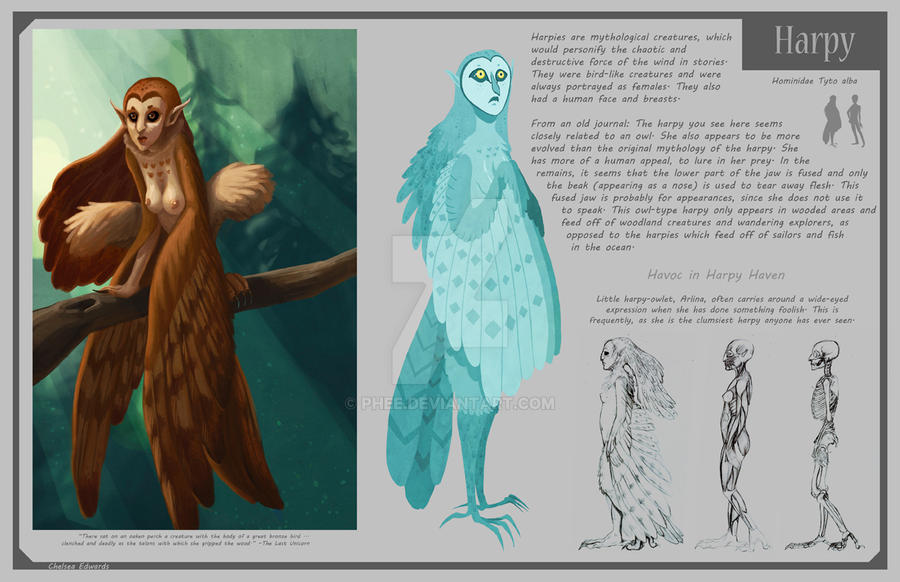 Harpy
Hominidae Tyto alba
Harpies are mythological creatures, which
would personify the chaotic and
destructive force of the wind in stories.
They were bird-like creatures and were
always portrayed as females. They also
had a human face and breasts.
From an old journal: The harpy you see here seems
closely related to an owl. She also appears to be more
evolved than the original mythology of the harpy. She
has more of a human appeal, to lure in her prey. In the
remains, it seems that the lower part of the jaw is fused and only
the beak (appearing as a nose) is used to tear away flesh. This
fused jaw is probably for appearances, since she does not use it
to speak. This owl-type harpy only appears in wooded areas and
feed off of woodland creatures and wandering explorers, as
opposed to the harpies which feed off of sailors and fish
in the ocean.
Havoc in Harpy Haven
Little harpy-owlet, Arlina, often carries around a wide-eyed
expression when she has done something foolish. This is
frequently, as she is the clumsiest harpy anyone has ever seen.
© PHEE.DEVIANTART.COM
"There sat on an oaken perch a creature with the body of a great bronze bird ...
clenched and deadly as the talons with which she gripped the wood" -The Last Unicorn
Chelsea Edwards